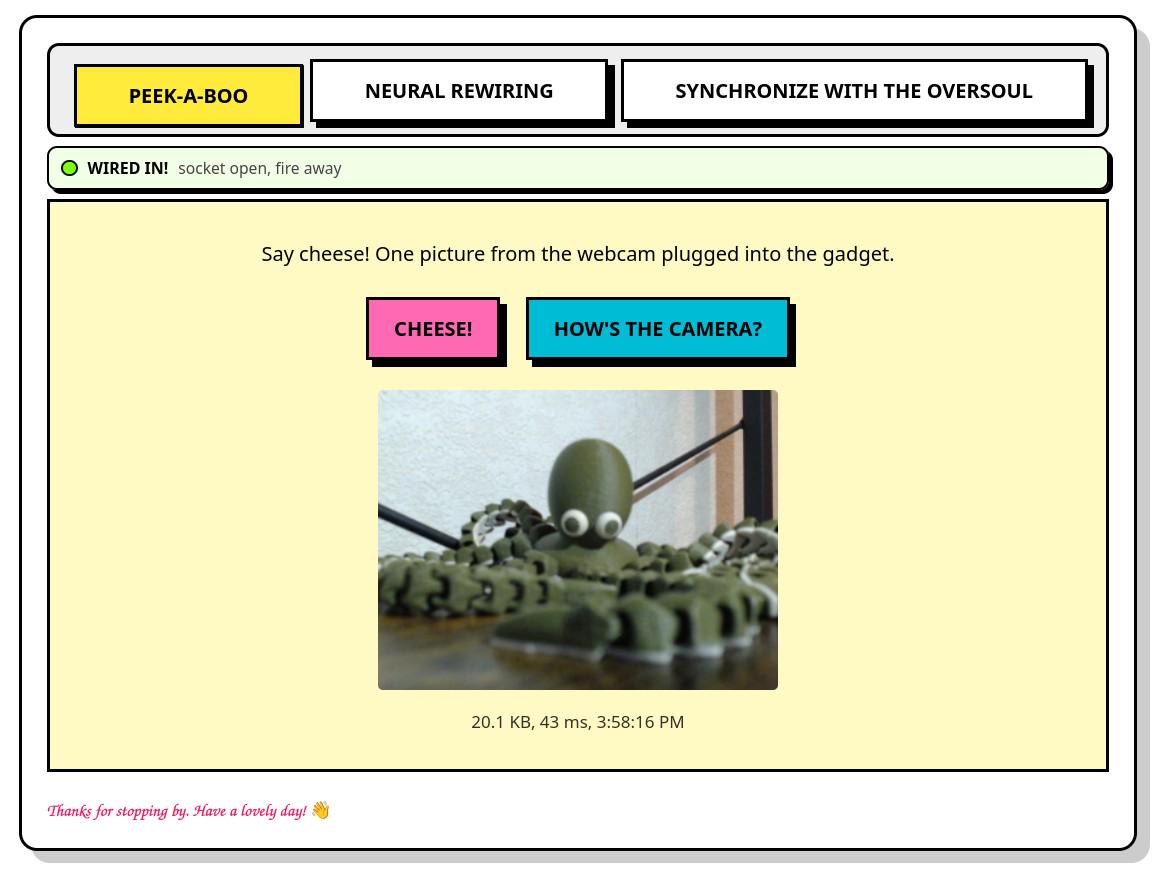 PEEK-A-BOO
NEURAL REWIRING
SYNCHRONIZE WITH THE OVERSOUL
WIRED IN! socket open, fire away
Say cheese! One picture from the webcam plugged into the gadget.
CHEESE!
HOW'S THE CAMERA?
20.1 KB, 43 ms, 3:58:16 PM
Thanks for stopping by. Have a lovely day! 👋